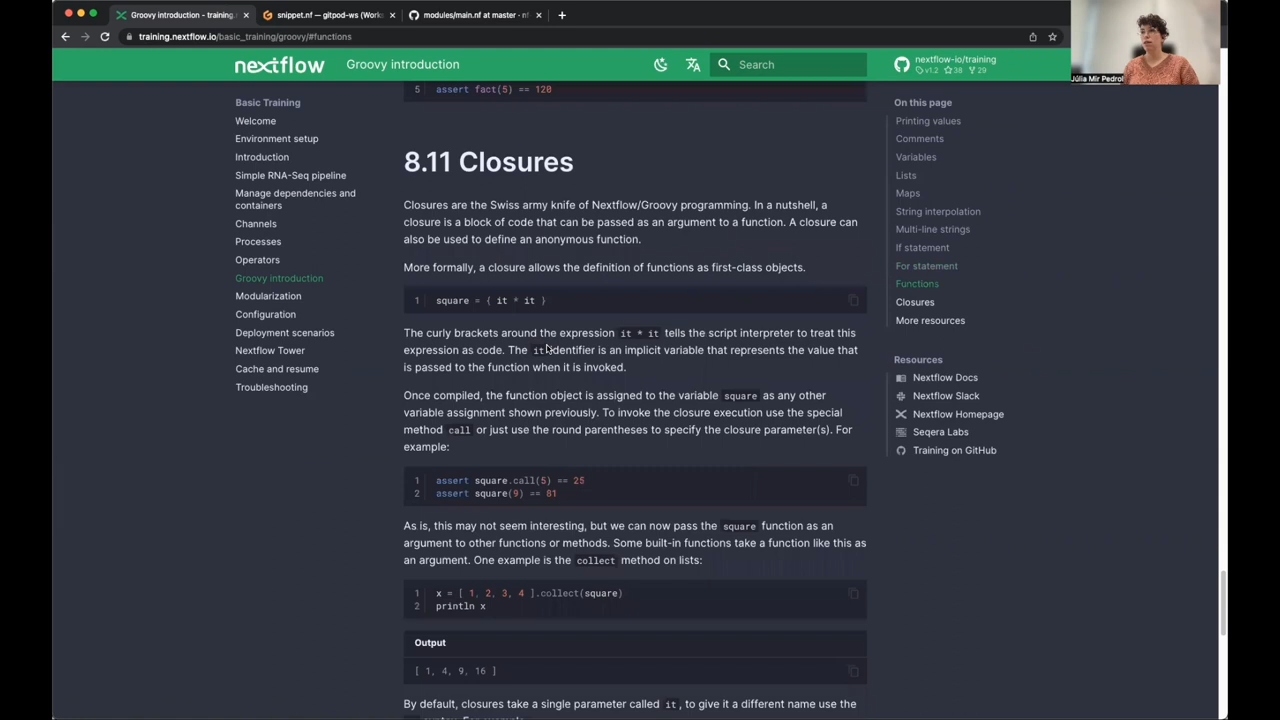 Groovy introduction - training.
snippet.nf — gitpod-ws (Works
modules/main.nf at master · nf
training.nextflow.io/basic_training/groovy/#functions
nextflow
Groovy introduction
Search
nextflow-io/training
v1.2 38 29
Júlia Mir Pedrol
Basic Training
Welcome
Environment setup
Introduction
Simple RNA-Seq pipeline
Manage dependencies and
containers
Channels
Processes
Operators
Groovy introduction
Modularization
Configuration
Deployment scenarios
Nextflow Tower
Cache and resume
Troubleshooting
5 assert fact(5) == 120
8.11 Closures
Closures are the Swiss army knife of Nextflow/Groovy programming. In a nutshell, a
closure is a block of code that can be passed as an argument to a function. A closure can
also be used to define an anonymous function.
More formally, a closure allows the definition of functions as first-class objects.
1 square = { it * it }
The curly brackets around the expression it * it tells the script interpreter to treat this
expression as code. The it identifier is an implicit variable that represents the value that
is passed to the function when it is invoked.
Once compiled, the function object is assigned to the variable square as any other
variable assignment shown previously. To invoke the closure execution use the special
method call or just use the round parentheses to specify the closure parameter(s). For
example:
1 assert square.call(5) == 25
2 assert square(9) == 81
As is, this may not seem interesting, but we can now pass the square function as an
argument to other functions or methods. Some built-in functions take a function like this as
an argument. One example is the collect method on lists:
1 x = [ 1, 2, 3, 4 ].collect(square)
2 println x
Output
[ 1, 4, 9, 16 ]
By default, closures take a single parameter called it, to give it a different name use the
On this page
Printing values
Comments
Variables
Lists
Maps
String interpolation
Multi-line strings
If statement
For statement
Functions
Closures
More resources
Resources
Nextflow Docs
Nextflow Slack
Nextflow Homepage
Seqera Labs
Training on GitHub